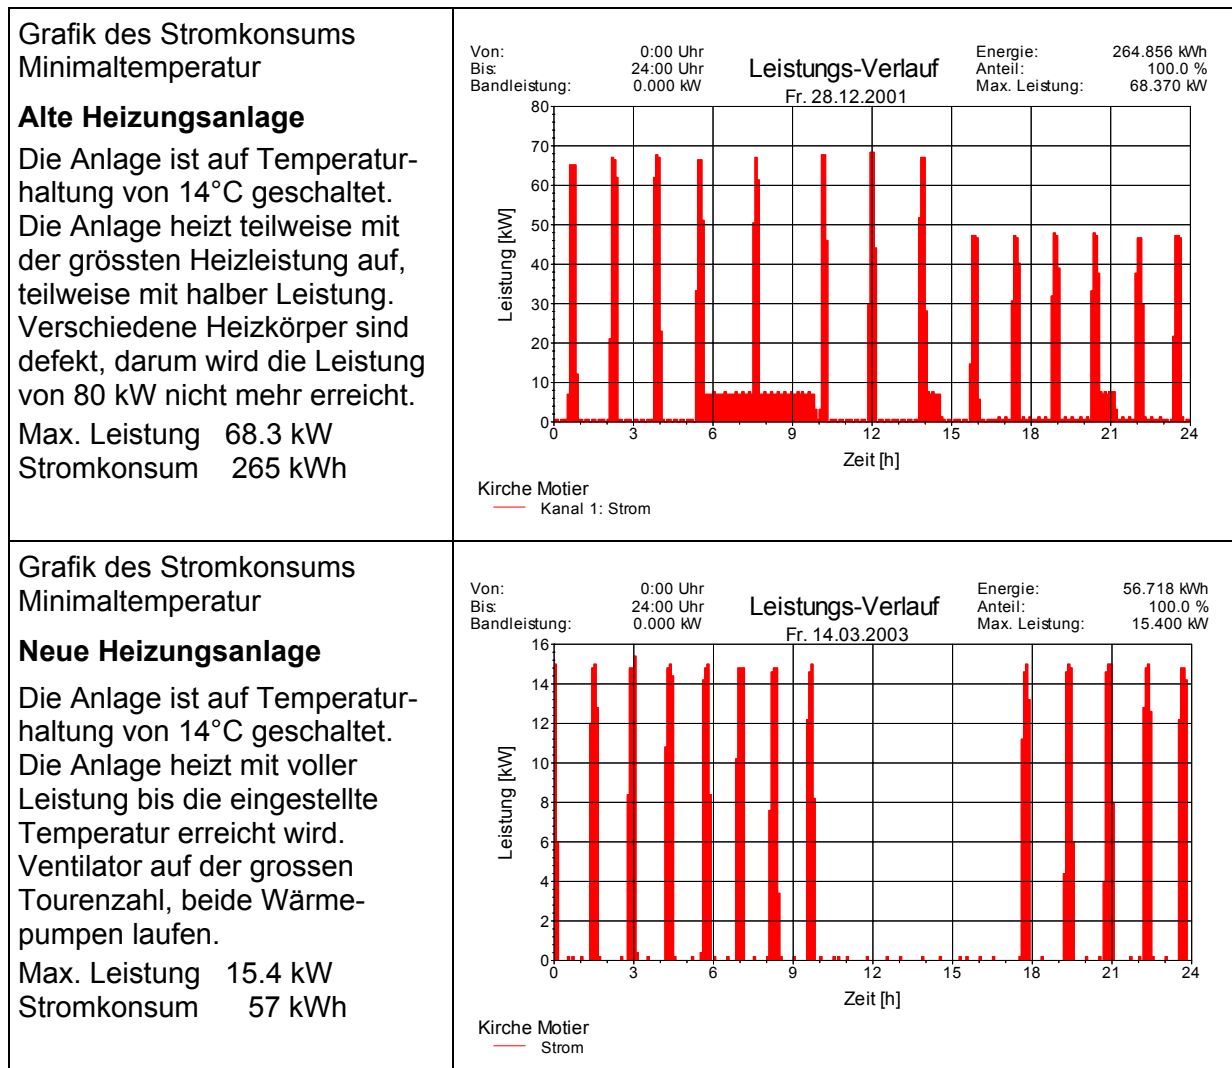 Grafik des Stromkonsums
Minimaltemperatur
Alte Heizungsanlage
Die Anlage ist auf Temperatur-
haltung von 14°C geschaltet.
Die Anlage heizt teilweise mit
der grössten Heizleistung auf,
teilweise mit halber Leistung.
Verschiedene Heizkörper sind
defekt, darum wird die Leistung
von 80 kW nicht mehr erreicht.
Max. Leistung 68.3 kW
Stromkonsum 265 kWh
Von: 0:00 Uhr
Bis: 24:00 Uhr
Bandleistung: 0.000 kW
Leistungs-Verlauf
Fr. 28.12.2001
Energie: 264.856 kWh
Anteil: 100.0 %
Max. Leistung: 68.370 kW
Leistung [kW]
80
70
60
50
40
30
20
10
0
0 3 6 9 12 15 18 21 24
Zeit [h]
Kirche Motier
Kanal 1: Strom
Grafik des Stromkonsums
Minimaltemperatur
Neue Heizungsanlage
Die Anlage ist auf Temperatur-
haltung von 14°C geschaltet.
Die Anlage heizt mit voller
Leistung bis die eingestellte
Temperatur erreicht wird.
Ventilator auf der grossen
Tourenzahl, beide Wärme-
pumpen laufen.
Max. Leistung 15.4 kW
Stromkonsum 57 kWh
Von: 0:00 Uhr
Bis: 24:00 Uhr
Bandleistung: 0.000 kW
Leistungs-Verlauf
Fr. 14.03.2003
Energie: 56.718 kWh
Anteil: 100.0 %
Max. Leistung: 15.400 kW
Leistung [kW]
16
14
12
10
8
6
4
2
0
0 3 6 9 12 15 18 21 24
Zeit [h]
Kirche Motier
Strom